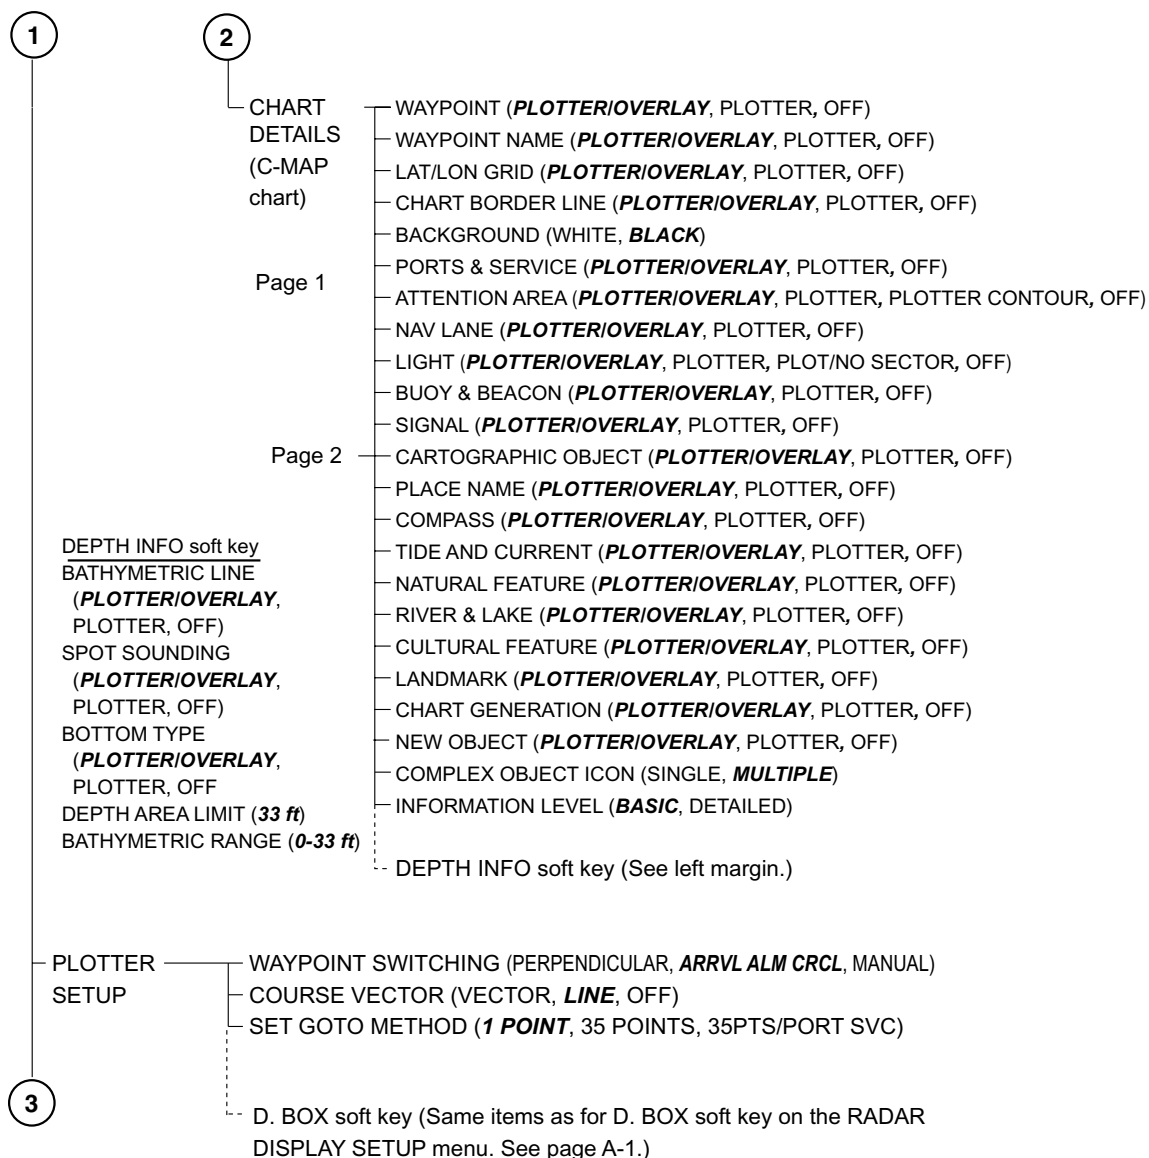 1
2
CHART
DETAILS
(C-MAP
chart)
WAYPOINT (PLOTTER/OVERLAY, PLOTTER, OFF)
WAYPOINT NAME (PLOTTER/OVERLAY, PLOTTER, OFF)
LAT/LON GRID (PLOTTER/OVERLAY, PLOTTER, OFF)
CHART BORDER LINE (PLOTTER/OVERLAY, PLOTTER, OFF)
BACKGROUND (WHITE, BLACK)
Page 1
PORTS & SERVICE (PLOTTER/OVERLAY, PLOTTER, OFF)
ATTENTION AREA (PLOTTER/OVERLAY, PLOTTER, PLOTTER CONTOUR, OFF)
NAV LANE (PLOTTER/OVERLAY, PLOTTER, OFF)
LIGHT (PLOTTER/OVERLAY, PLOTTER, PLOT/NO SECTOR, OFF)
BUOY & BEACON (PLOTTER/OVERLAY, PLOTTER, OFF)
SIGNAL (PLOTTER/OVERLAY, PLOTTER, OFF)
Page 2
CARTOGRAPHIC OBJECT (PLOTTER/OVERLAY, PLOTTER, OFF)
PLACE NAME (PLOTTER/OVERLAY, PLOTTER, OFF)
COMPASS (PLOTTER/OVERLAY, PLOTTER, OFF)
TIDE AND CURRENT (PLOTTER/OVERLAY, PLOTTER, OFF)
NATURAL FEATURE (PLOTTER/OVERLAY, PLOTTER, OFF)
RIVER & LAKE (PLOTTER/OVERLAY, PLOTTER, OFF)
CULTURAL FEATURE (PLOTTER/OVERLAY, PLOTTER, OFF)
LANDMARK (PLOTTER/OVERLAY, PLOTTER, OFF)
CHART GENERATION (PLOTTER/OVERLAY, PLOTTER, OFF)
NEW OBJECT (PLOTTER/OVERLAY, PLOTTER, OFF)
COMPLEX OBJECT ICON (SINGLE, MULTIPLE)
INFORMATION LEVEL (BASIC, DETAILED)
DEPTH INFO soft key (See left margin.)
DEPTH INFO soft key
BATHYMETRIC LINE
(PLOTTER/OVERLAY,
PLOTTER, OFF)
SPOT SOUNDING
(PLOTTER/OVERLAY,
PLOTTER, OFF)
BOTTOM TYPE
(PLOTTER/OVERLAY,
PLOTTER, OFF
DEPTH AREA LIMIT (33 ft)
BATHYMETRIC RANGE (0-33 ft)
PLOTTER
SETUP
WAYPOINT SWITCHING (PERPENDICULAR, ARRVL ALM CRCL, MANUAL)
COURSE VECTOR (VECTOR, LINE, OFF)
SET GOTO METHOD (1 POINT, 35 POINTS, 35PTS/PORT SVC)
3
D. BOX soft key (Same items as for D. BOX soft key on the RADAR
DISPLAY SETUP menu. See page A-1.)